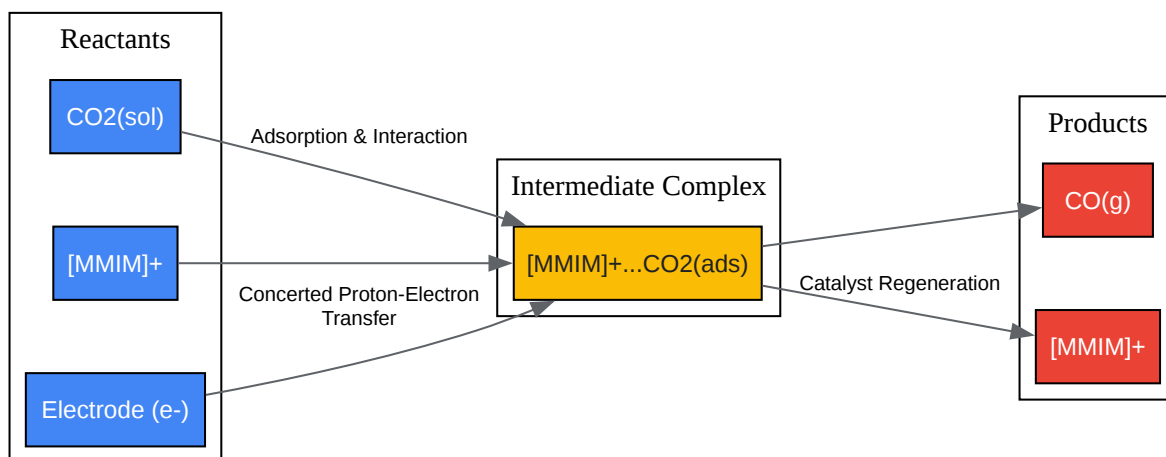 Reactants
CO2(sol)
[MMIM]+
Electrode (e-)
Adsorption & Interaction
Concerted Proton-Electron
Transfer
Intermediate Complex
[MMIM]+...CO2(ads)
Catalyst Regeneration
Products
CO(g)
[MMIM]+